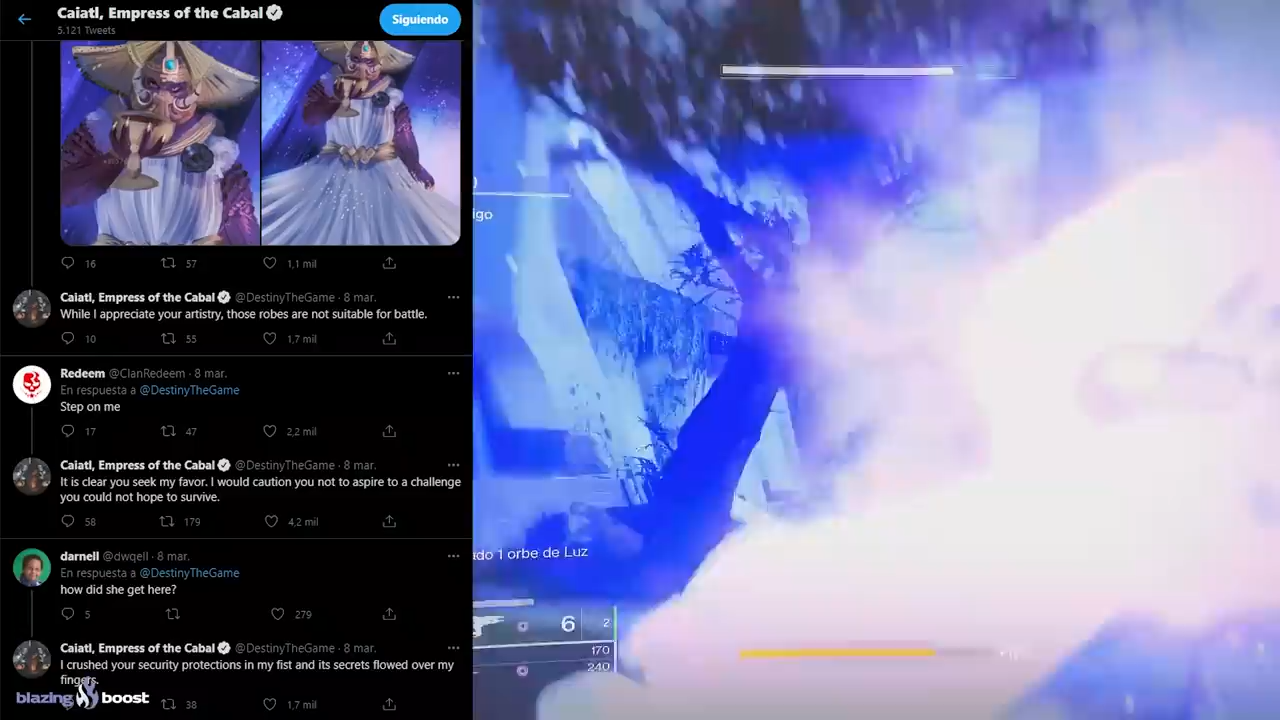 Caiatl, Empress of the Cabal
5.121 Tweets
Siguiendo
16 57 1,1 mil
Caiatl, Empress of the Cabal @DestinyTheGame · 8 mar.
While I appreciate your artistry, those robes are not suitable for battle.
10 55 1,7 mil
Redeem @ClanRedeem · 8 mar.
En respuesta a @DestinyTheGame
Step on me
17 47 2,2 mil
Caiatl, Empress of the Cabal @DestinyTheGame · 8 mar.
It is clear you seek my favor. I would caution you not to aspire to a challenge
you could not hope to survive.
58 179 4,2 mil
darnell @dwqell · 8 mar.
En respuesta a @DestinyTheGame
how did she get here?
5 279
Caiatl, Empress of the Cabal @DestinyTheGame · 8 mar.
I crushed your security protections in my fist and its secrets flowed over my
fingers.
38 1,7 mil
blazing boost
igo
ado 1 orbe de Luz
6 2
170
240